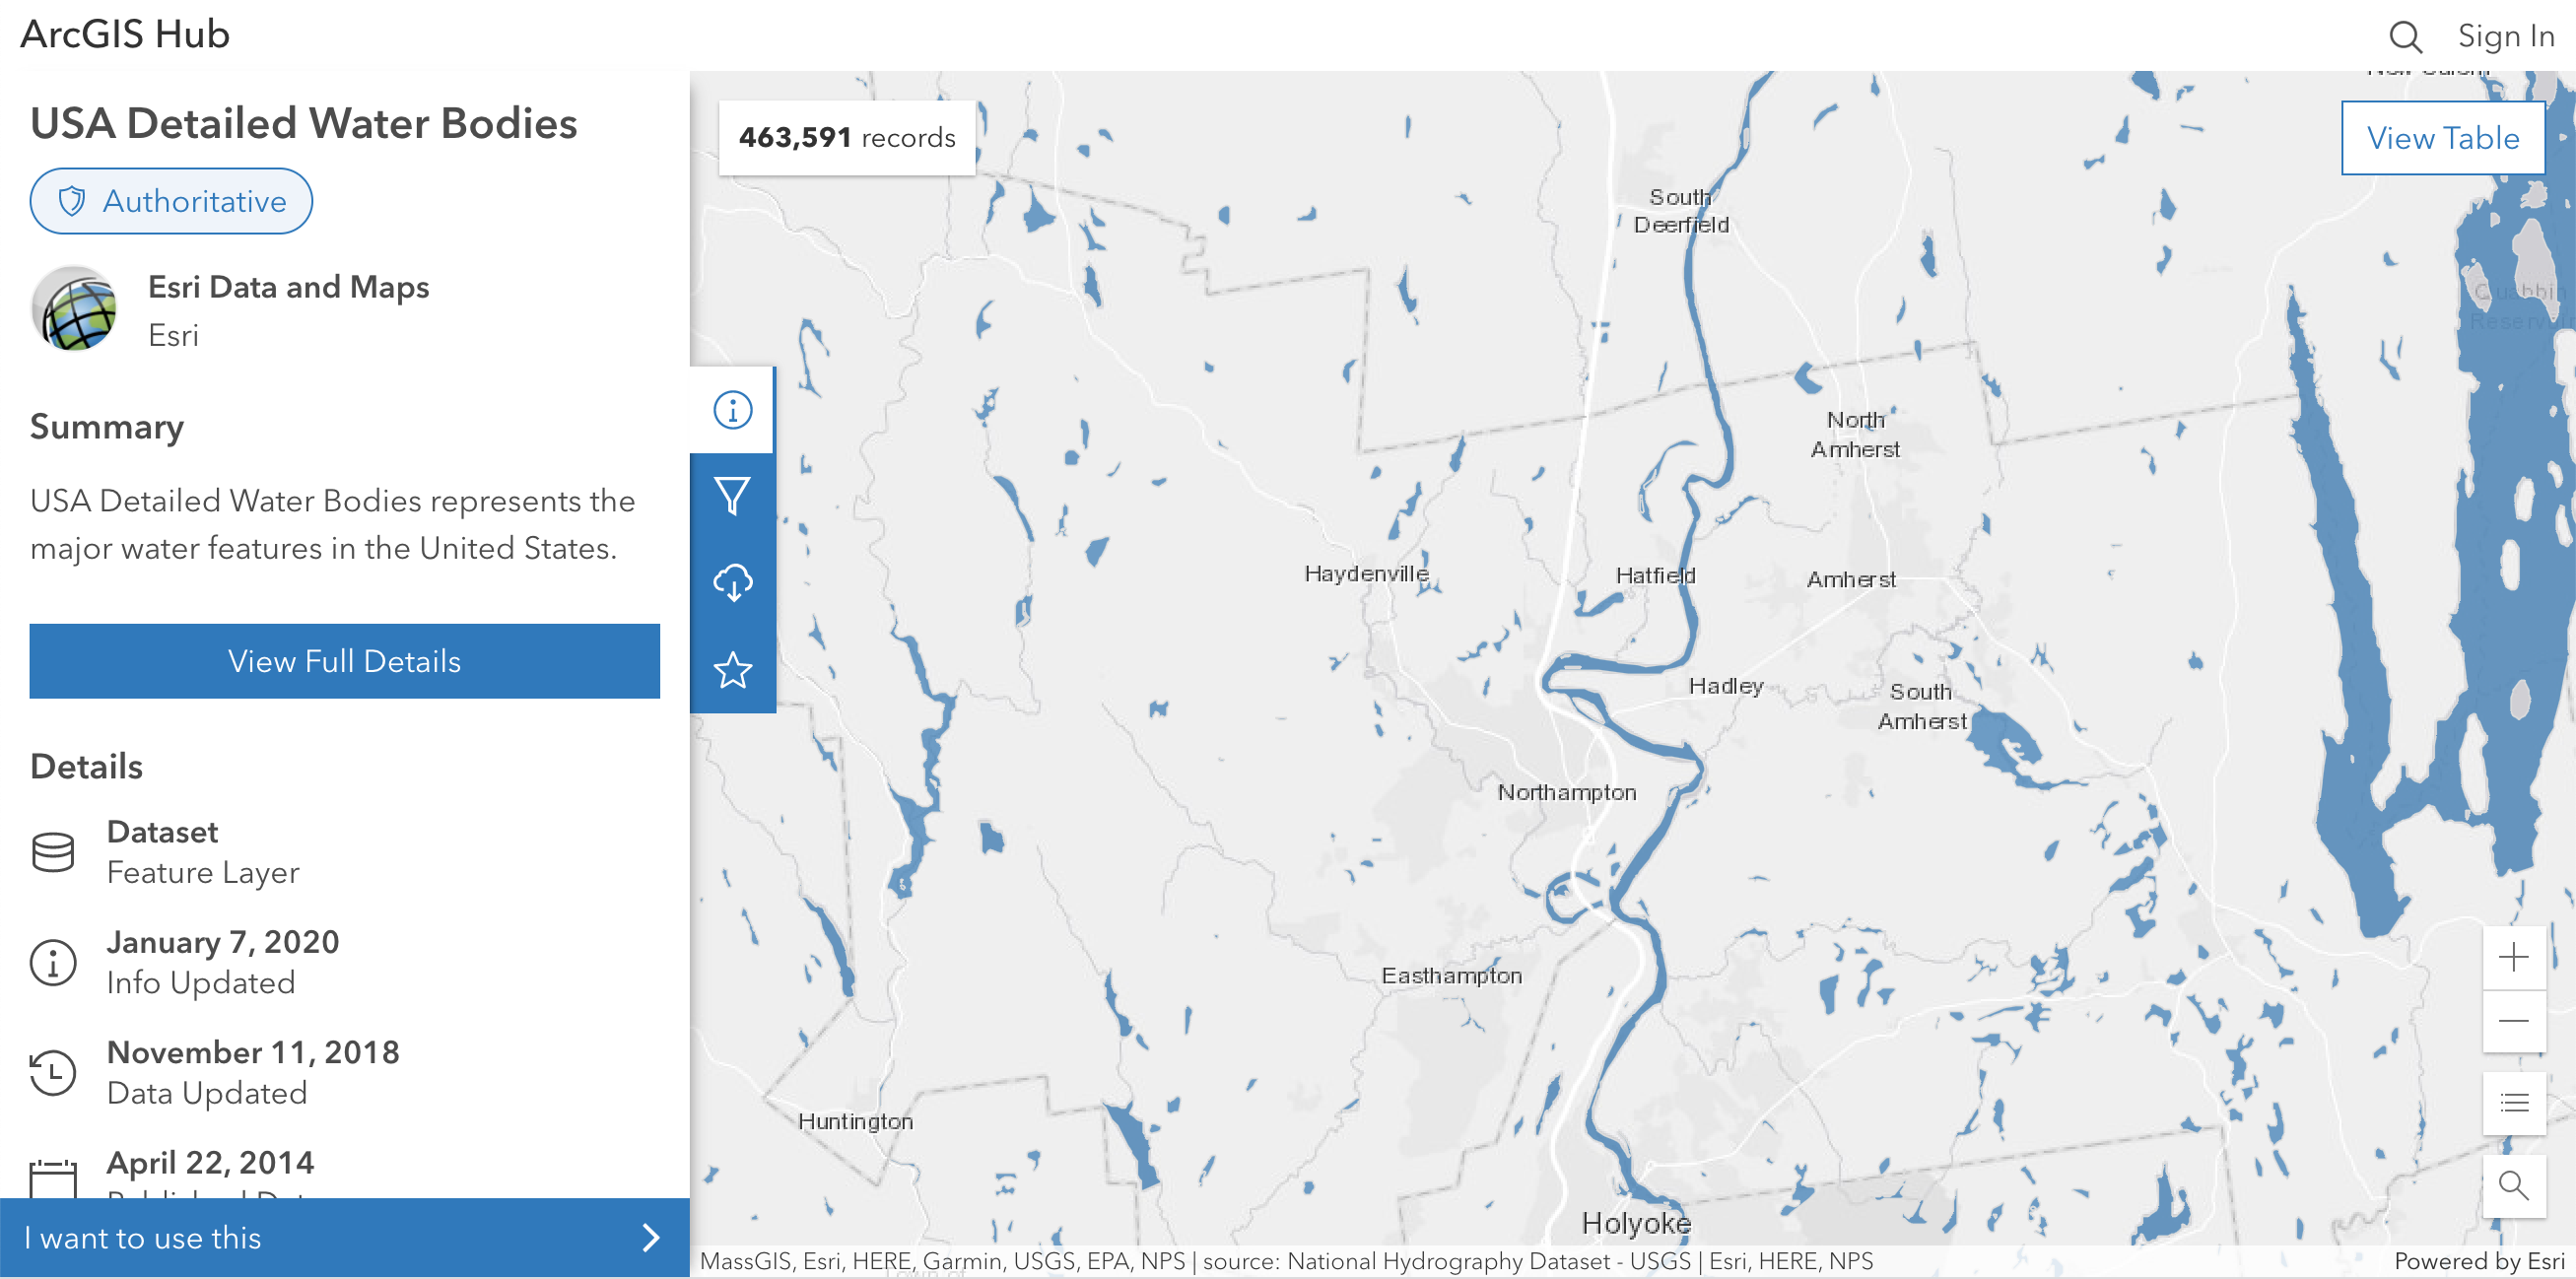 ArcGIS Hub
Sign In
USA Detailed Water Bodies
Authoritative
Esri Data and Maps
Esri
Summary
USA Detailed Water Bodies represents the
major water features in the United States.
View Full Details
Details
Dataset
Feature Layer
January 7, 2020
Info Updated
November 11, 2018
Data Updated
April 22, 2014
I want to use this
463,591 records
View Table
South
Deerfield
Quabbin
North
Amherst
Haydenville
Hatfield
Amherst
Hadley
South
Amherst
Northampton
Easthampton
Huntington
Holyoke
MassGIS, Esri, HERE, Garmin, USGS, EPA, NPS | source: National Hydrography Dataset - USGS | Esri, HERE, NPS
Powered by Esri